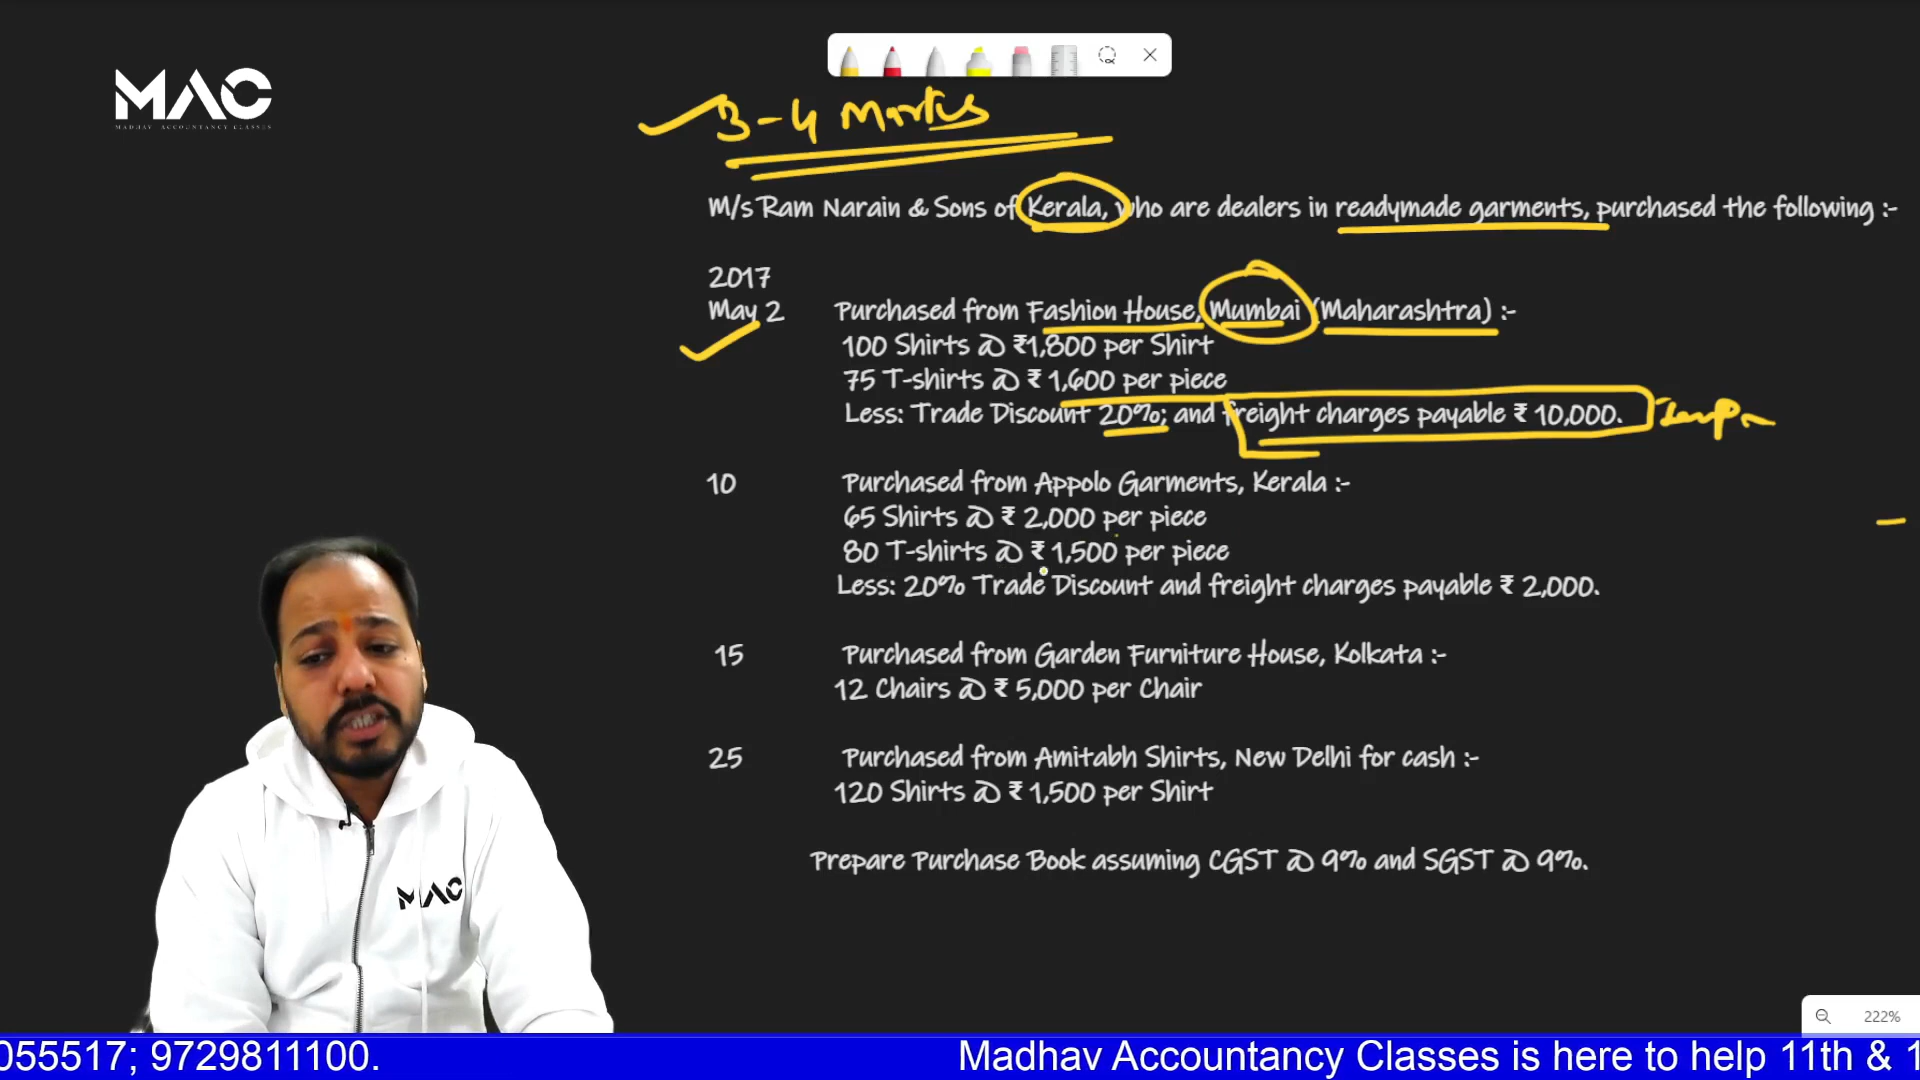 MAC
MADHAV ACCOUNTANCY CLASSES
3-4 Marks
M/s Ram Narain & Sons of Kerala, who are dealers in readymade garments, purchased the following :-
2017
May 2 Purchased from Fashion House, Mumbai (Maharashtra) :-
100 Shirts @ ₹1,800 per Shirt
75 T-shirts @ ₹ 1,600 per piece
Less: Trade Discount 20%; and freight charges payable ₹ 10,000.
10 Purchased from Appolo Garments, Kerala :-
65 Shirts @ ₹ 2,000 per piece
80 T-shirts @ ₹ 1,500 per piece
Less: 20% Trade Discount and freight charges payable ₹ 2,000.
15 Purchased from Garden Furniture House, Kolkata :-
12 Chairs @ ₹ 5,000 per Chair
25 Purchased from Amitabh Shirts, New Delhi for cash :-
120 Shirts @ ₹ 1,500 per Shirt
Prepare Purchase Book assuming CGST @ 9% and SGST @ 9%.
MAC
222%
055517; 9729811100. Madhav Accountancy Classes is here to help 11th & 1